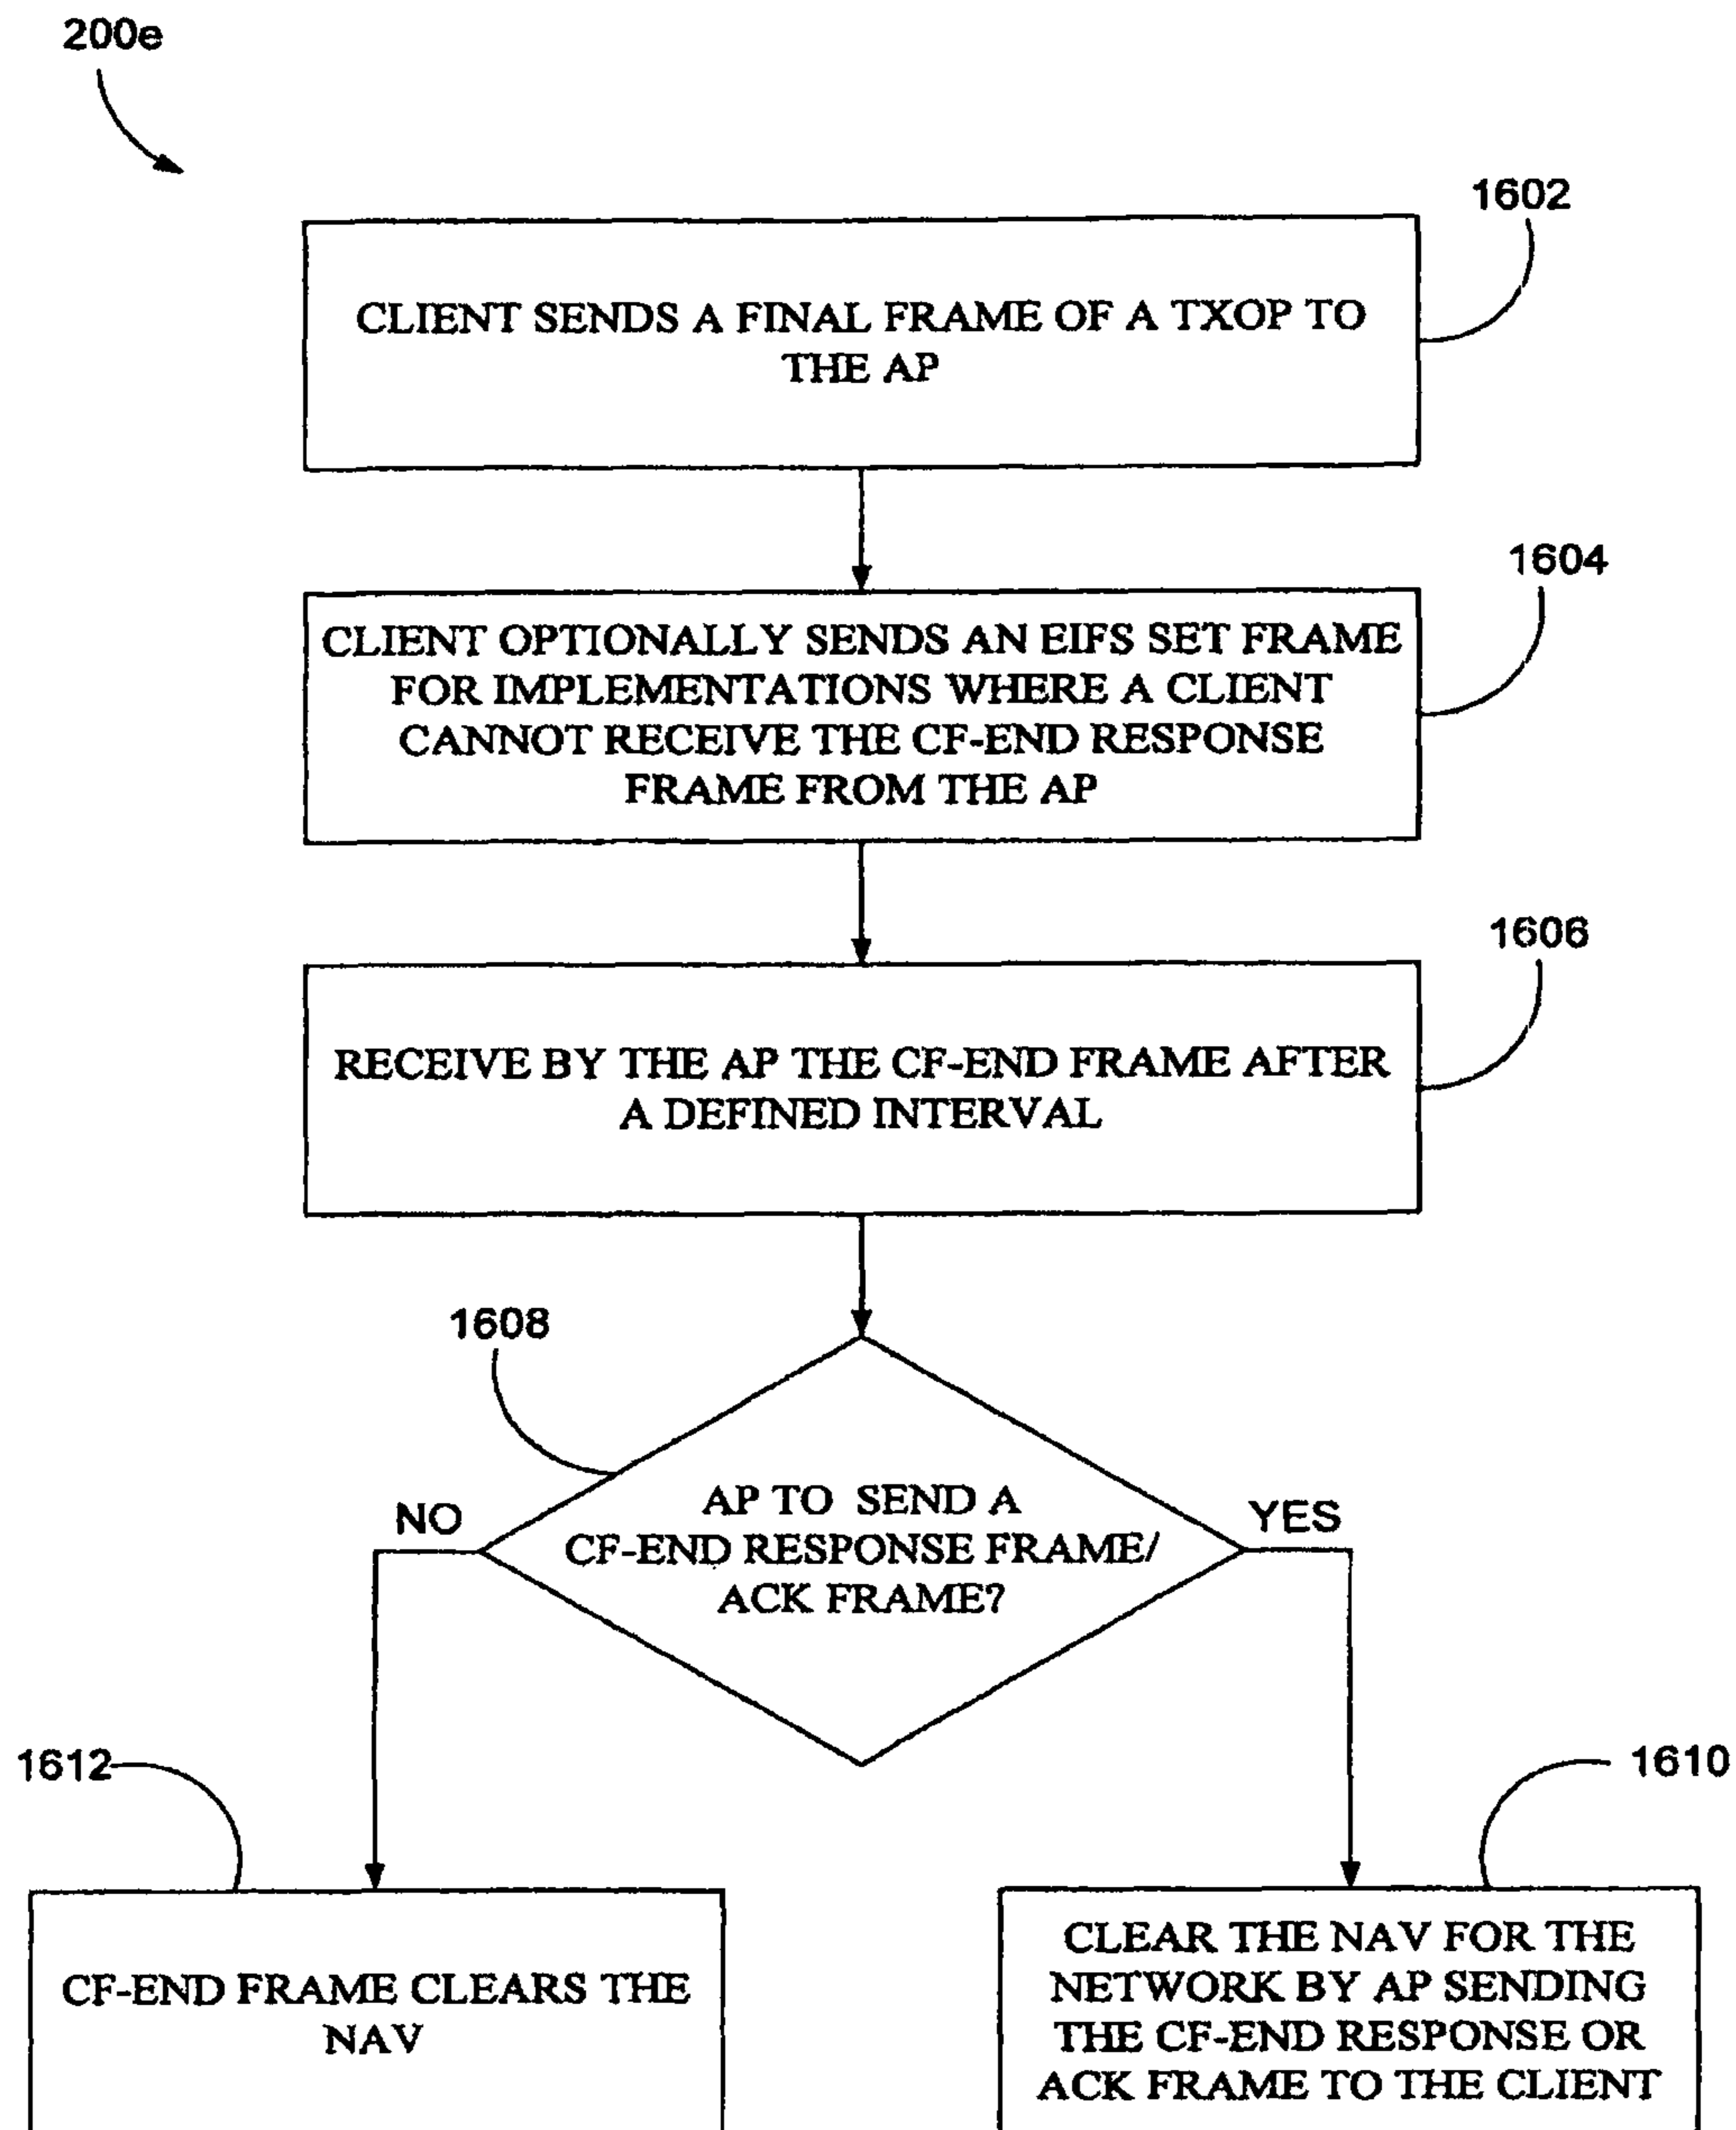 200e
1602
CLIENT SENDS A FINAL FRAME OF A TXOP TO
THE AP
1604
CLIENT OPTIONALLY SENDS AN EIFS SET FRAME
FOR IMPLEMENTATIONS WHERE A CLIENT
CANNOT RECEIVE THE CF-END RESPONSE
FRAME FROM THE AP
1606
RECEIVE BY THE AP THE CF-END FRAME AFTER
A DEFINED INTERVAL
1608
AP TO SEND A
CF-END RESPONSE FRAME/
ACK FRAME?
NO
YES
1612
1610
CF-END FRAME CLEARS THE
NAV
CLEAR THE NAV FOR THE
NETWORK BY AP SENDING
THE CF-END RESPONSE OR
ACK FRAME TO THE CLIENT